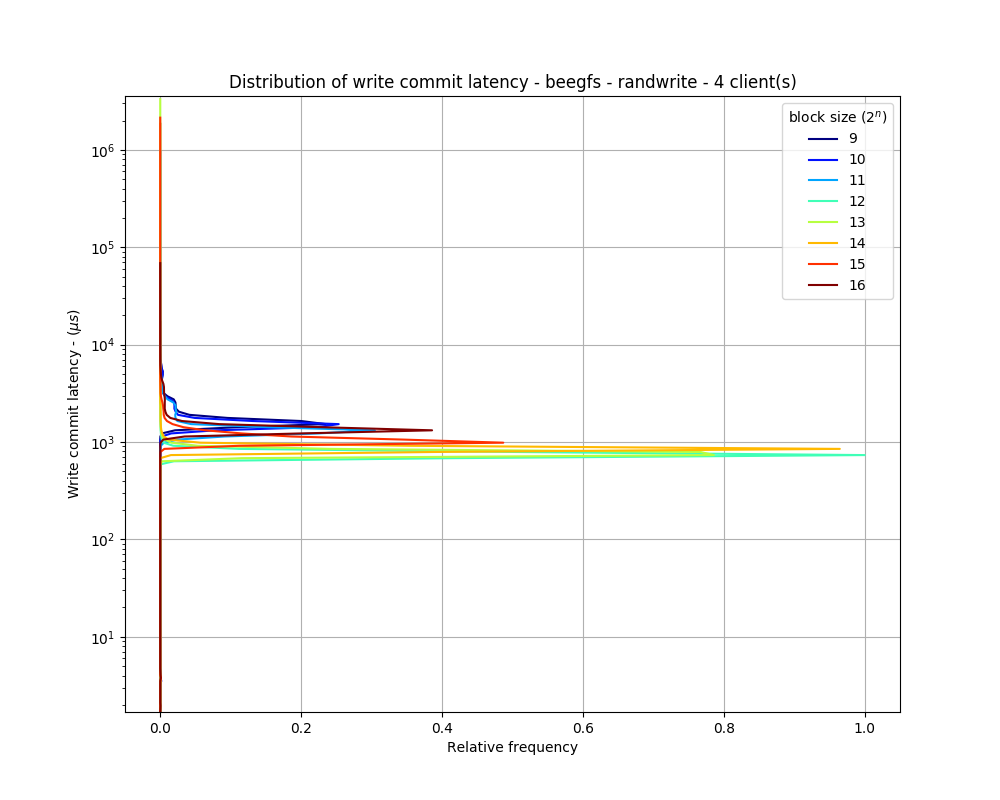 Distribution of write commit latency - beegfs - randwrite - 4 client(s)
block size (2ⁿ)
9
10
11
12
13
14
15
16
10⁶
10⁵
10⁴
10³
10²
10¹
Write commit latency - (μs)
0.0 0.2 0.4 0.6 0.8 1.0
Relative frequency